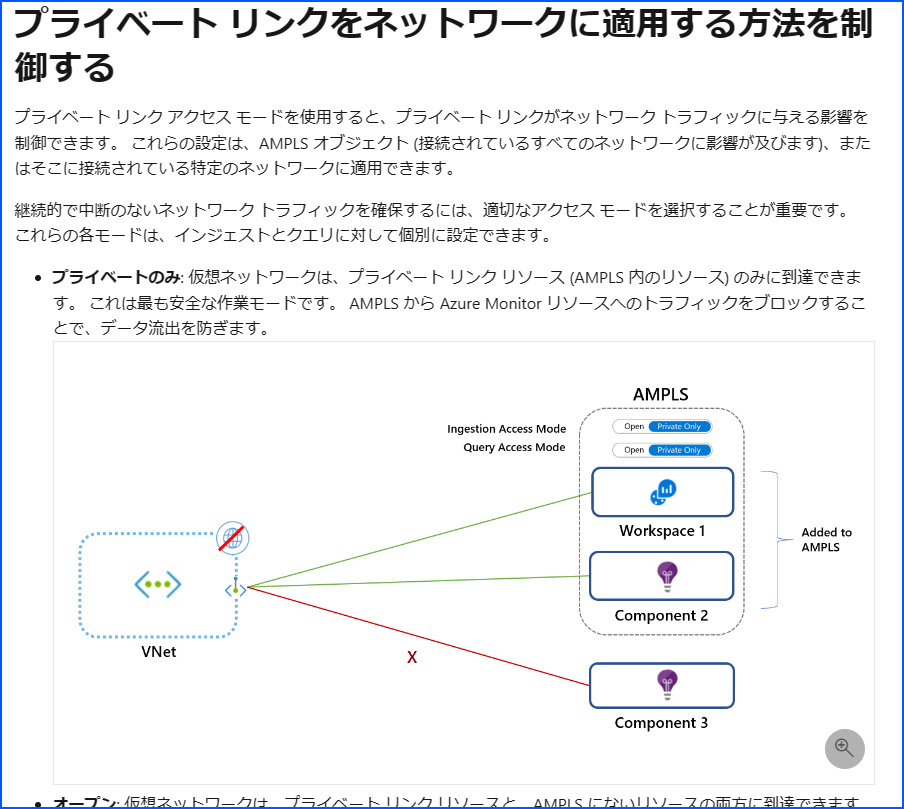 プライベート リンクをネットワークに適用する方法を制
御する
プライベート リンク アクセス モードを使用すると、プライベート リンクがネットワーク トラフィックに与える影響を
制御できます。 これらの設定は、AMPLS オブジェクト (接続されているすべてのネットワークに影響が及びます)、また
はそこに接続されている特定のネットワークに適用できます。
継続的で中断のないネットワーク トラフィックを確保するには、適切なアクセス モードを選択することが重要です。
これらの各モードは、インジェストとクエリに対して個別に設定できます。
• プライベートのみ: 仮想ネットワークは、プライベート リンク リソース (AMPLS 内のリソース) のみに到達できま
す。 これは最も安全な作業モードです。 AMPLS から Azure Monitor リソースへのトラフィックをブロックするこ
とで、データ流出を防ぎます。
AMPLS
Ingestion Access Mode Open Private Only
Query Access Mode Open Private Only
Workspace 1
Added to
AMPLS
Component 2
VNet
X
Component 3
• オープン: 仮想ネットワークは、プライベート リンク リソースと、AMPLS にないリソースの両方に到達できます